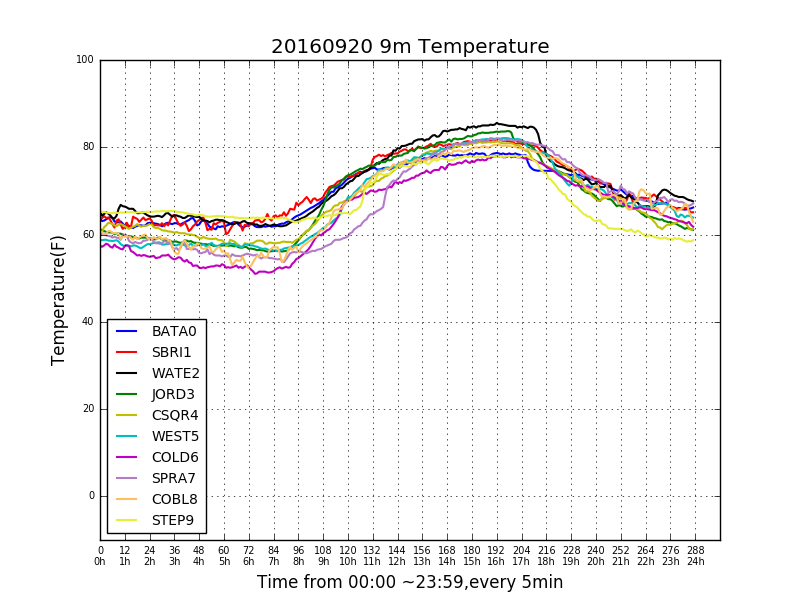 20160920 9m Temperature
100
80
60
40
20
0
Temperature(F)
BATA0
SBRI1
WATE2
JORD3
CSQR4
WEST5
COLD6
SPRA7
COBL8
STEP9
0 12 24 36 48 60 72 84 96 108 120 132 144 156 168 180 192 204 216 228 240 252 264 276 288
0h 1h 2h 3h 4h 5h 6h 7h 8h 9h 10h 11h 12h 13h 14h 15h 16h 17h 18h 19h 20h 21h 22h 23h 24h
Time from 00:00 ~23:59,every 5min